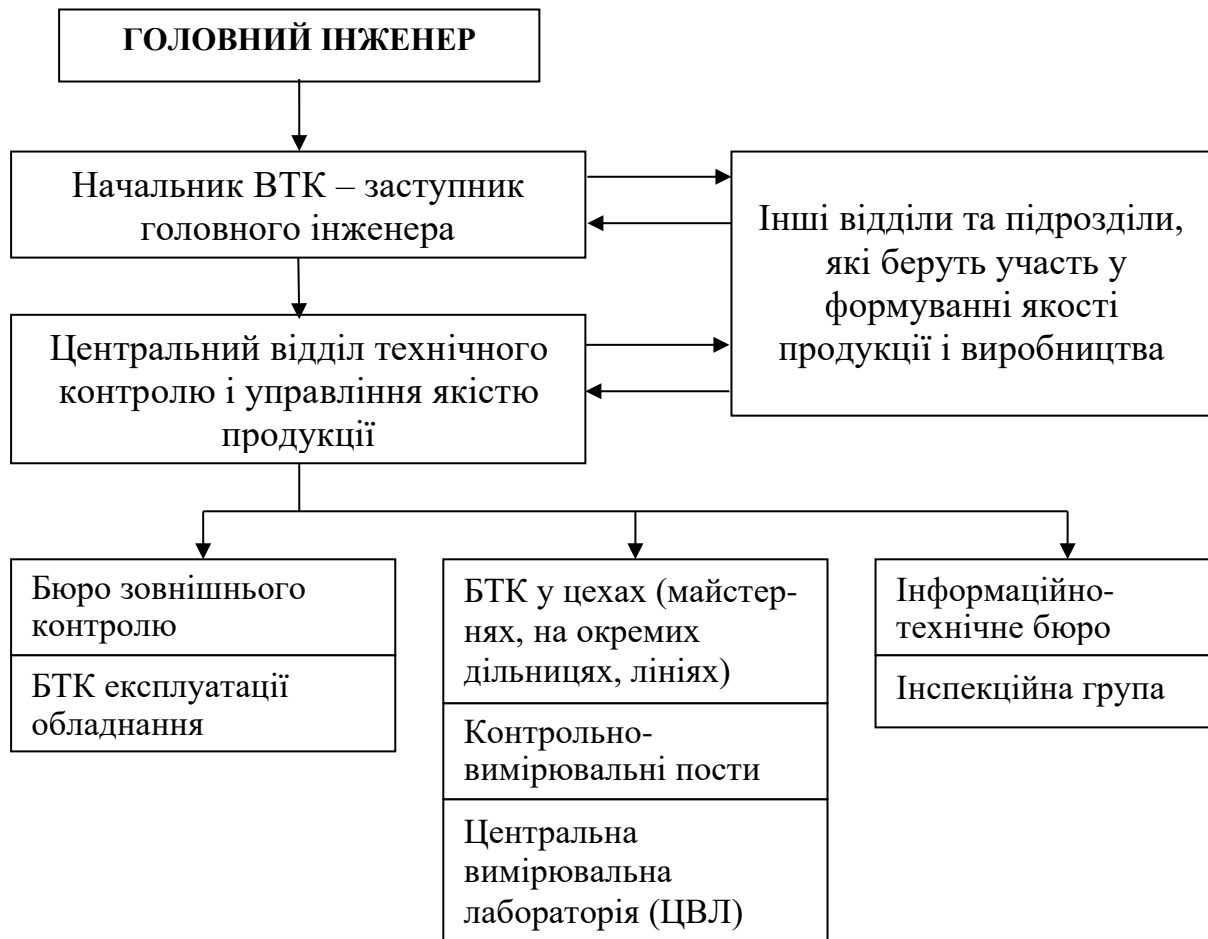 ГОЛОВНИЙ ІНЖЕНЕР
Начальник ВТК – заступник
головного інженера
Інші відділи та підрозділи,
які беруть участь у
формуванні якості
продукції і виробництва
Центральний відділ технічного
контролю і управління якістю
продукції
Бюро зовнішнього
контролю
БТК експлуатації
обладнання
БТК у цехах (майстер-
нях, на окремих
дільницях, лініях)
Контрольно-
вимірювальні пости
Центральна
вимірювальна
лабораторія (ЦВЛ)
Інформаційно-
технічне бюро
Інспекційна група